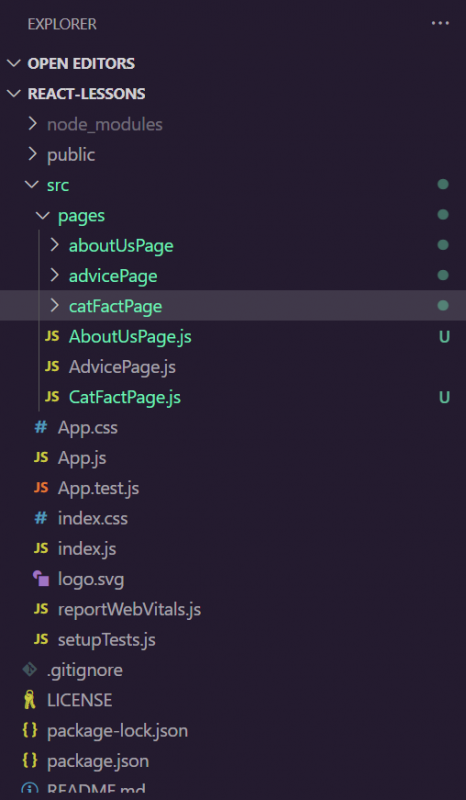 EXPLORER
OPEN EDITORS
REACT-LESSONS
node_modules
public
src
pages
aboutUsPage
advicePage
catFactPage
JS AboutUsPage.js U
JS AdvicePage.js
JS CatFactPage.js U
# App.css
JS App.js
JS App.test.js
# index.css
JS index.js
logo.svg
JS reportWebVitals.js
JS setupTests.js
.gitignore
LICENSE
{} package-lock.json
{} package.json
README.md